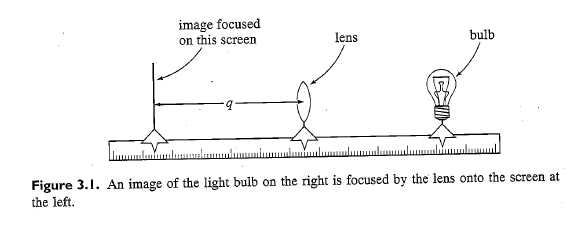 image focused
on this screen
lens
bulb
q
Figure 3.1. An image of the light bulb on the right is focused by the lens onto the screen at
the left.